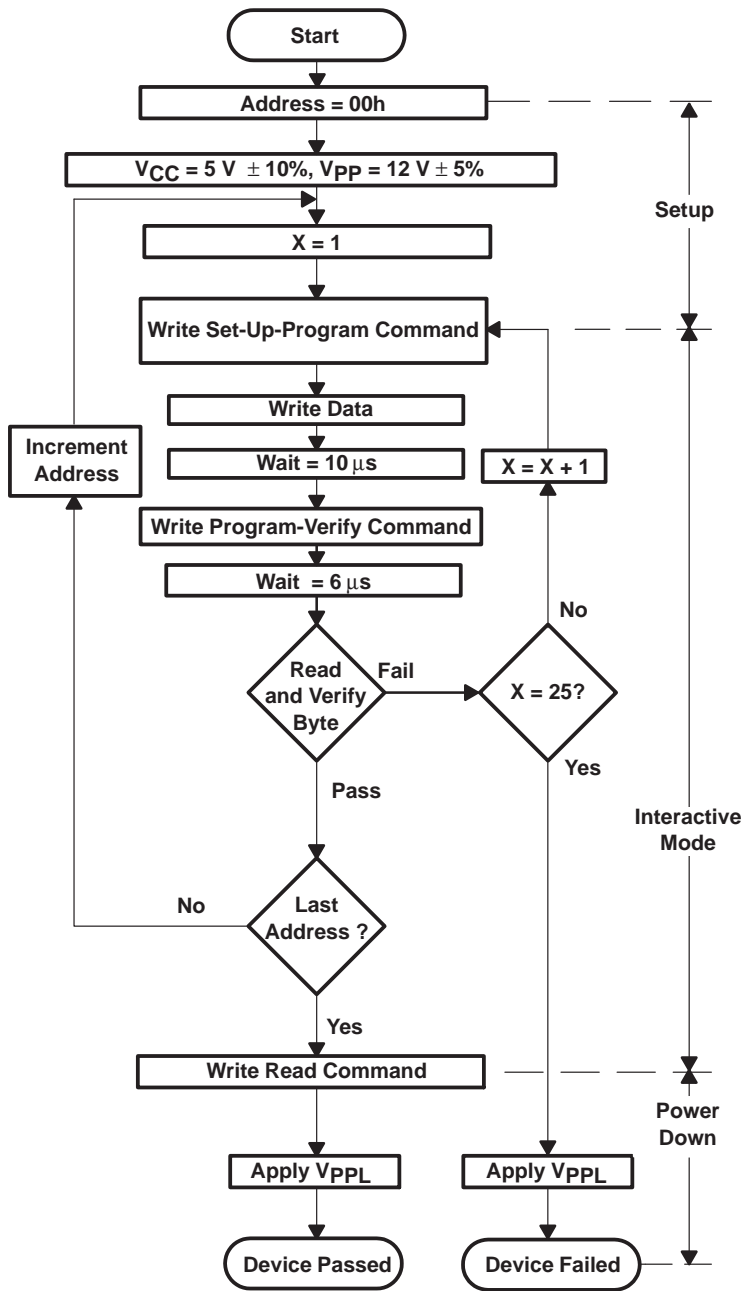 Start
Address = 00h
VCC = 5 V ± 10%, VPP = 12 V ± 5%
Setup
X = 1
Write Set-Up-Program Command
Write Data
Increment
Address
Wait = 10 μs
X = X + 1
Write Program-Verify Command
Wait = 6 μs
No
Read
and Verify
Byte
Fail
X = 25?
Yes
Pass
Interactive
Mode
No
Last
Address ?
Yes
Write Read Command
Power
Down
Apply VPPL
Apply VPPL
Device Passed
Device Failed